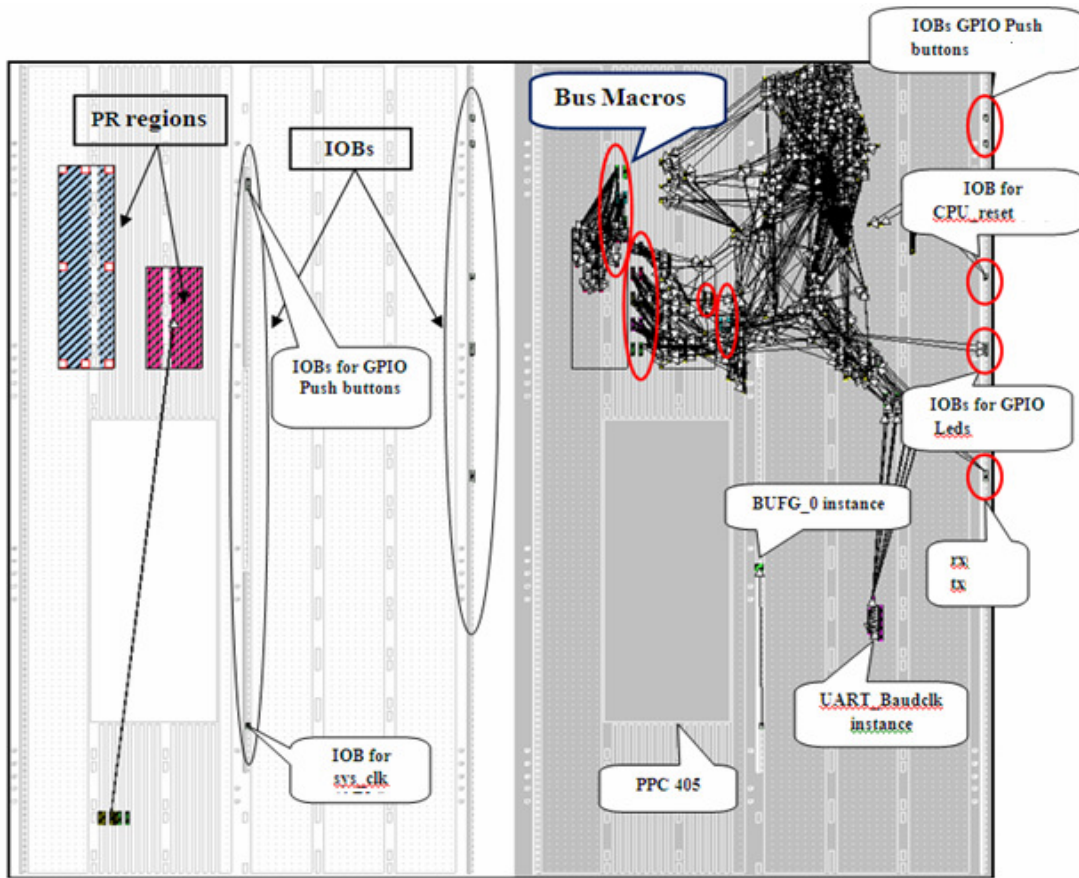 IOBs GPIO Push
buttons
Bus Macros
PR regions
IOBs
IOB for
CPU_reset
IOBs for GPIO
Push buttons
IOBs for GPIO
Leds
BUFG_0 instance
rx
tx
UART_Baudclk
instance
IOB for
sys_clk
PPC 405